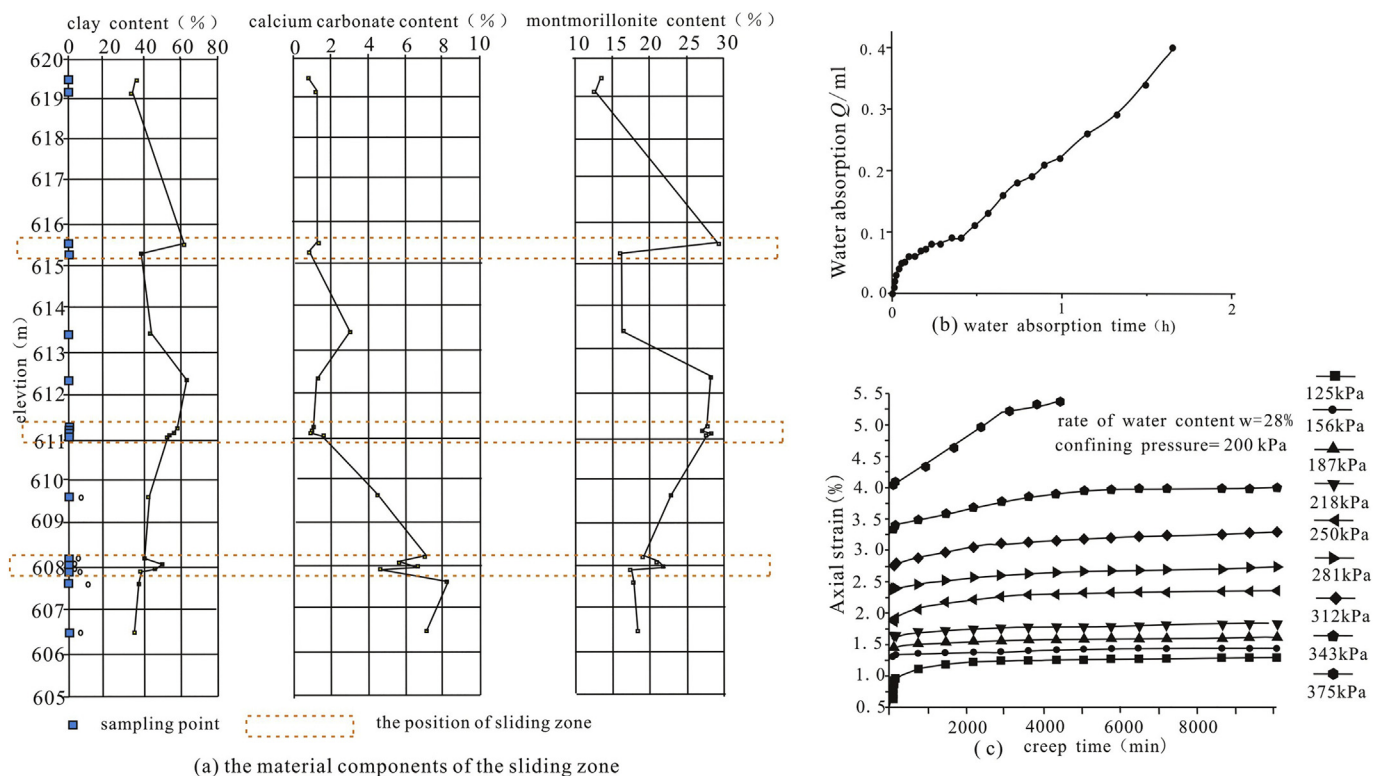 clay content (%)
0 20 40 60 80
calcium carbonate content (%)
0 2 4 6 8 10
montmorillonite content (%)
10 15 20 25 30
elevtion (m)
620
619
618
617
616
615
614
613
612
611
610
609
608
607
606
605
sampling point
the position of sliding zone
(a) the material components of the sliding zone
Water absorption Q/ml
0.4
0.3
0.2
0.1
0.0
0 1 2
(b) water absorption time (h)
Axial strain (%)
5.5
5.0
4.5
4.0
3.5
3.0
2.5
2.0
1.5
1.0
0.5
0 2000 4000 6000 8000
(c) creep time (min)
rate of water content w=28%
confining pressure=200 kPa
125kPa
156kPa
187kPa
218kPa
250kPa
281kPa
312kPa
343kPa
375kPa